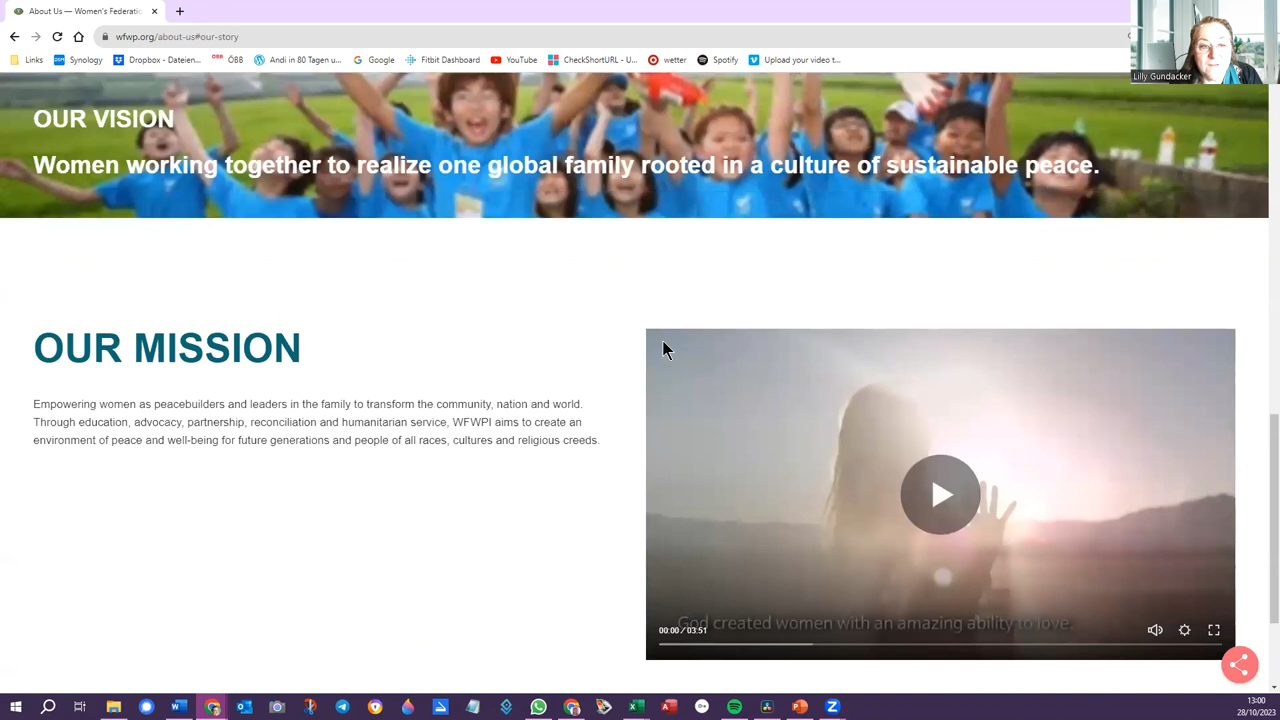 About Us — Women's Federatio
wfwp.org/about-us#our-story
Links Synology Dropbox - Dateien... ÖBB Andi in 80 Tagen u... Google Fitbit Dashboard YouTube CheckShortURL - U... wetter Spotify Upload your video t...
Lilly Gundacker
OUR VISION
Women working together to realize one global family rooted in a culture of sustainable peace.
OUR MISSION
Empowering women as peacebuilders and leaders in the family to transform the community, nation and world.
Through education, advocacy, partnership, reconciliation and humanitarian service, WFWPI aims to create an
environment of peace and well-being for future generations and people of all races, cultures and religious creeds.
God created women with an amazing ability to love.
00:00 / 03:51
13:00
28/10/2023